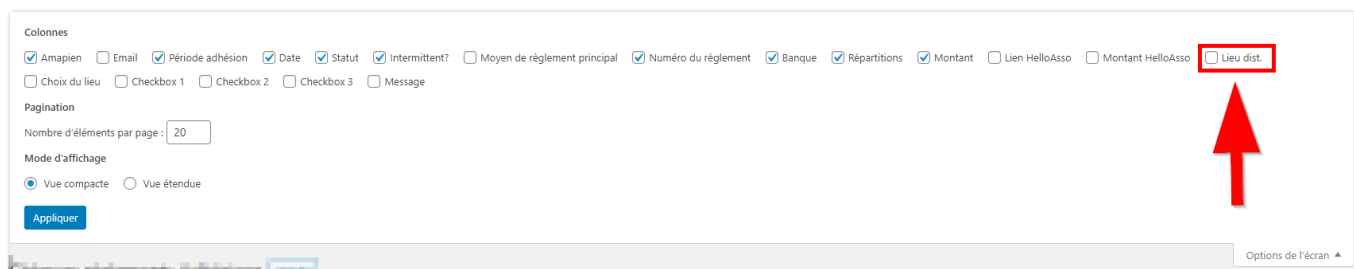 Colonnes
Amapien Email Période adhésion Date Statut Intermittent? Moyen de règlement principal Numéro du règlement Banque Répartitions Montant Lien HelloAsso Montant HelloAsso Lieu dist.
Choix du lieu Checkbox 1 Checkbox 2 Checkbox 3 Message
Pagination
Nombre d'éléments par page : 20
Mode d'affichage
Vue compacte Vue étendue
Appliquer
Options de l'écran